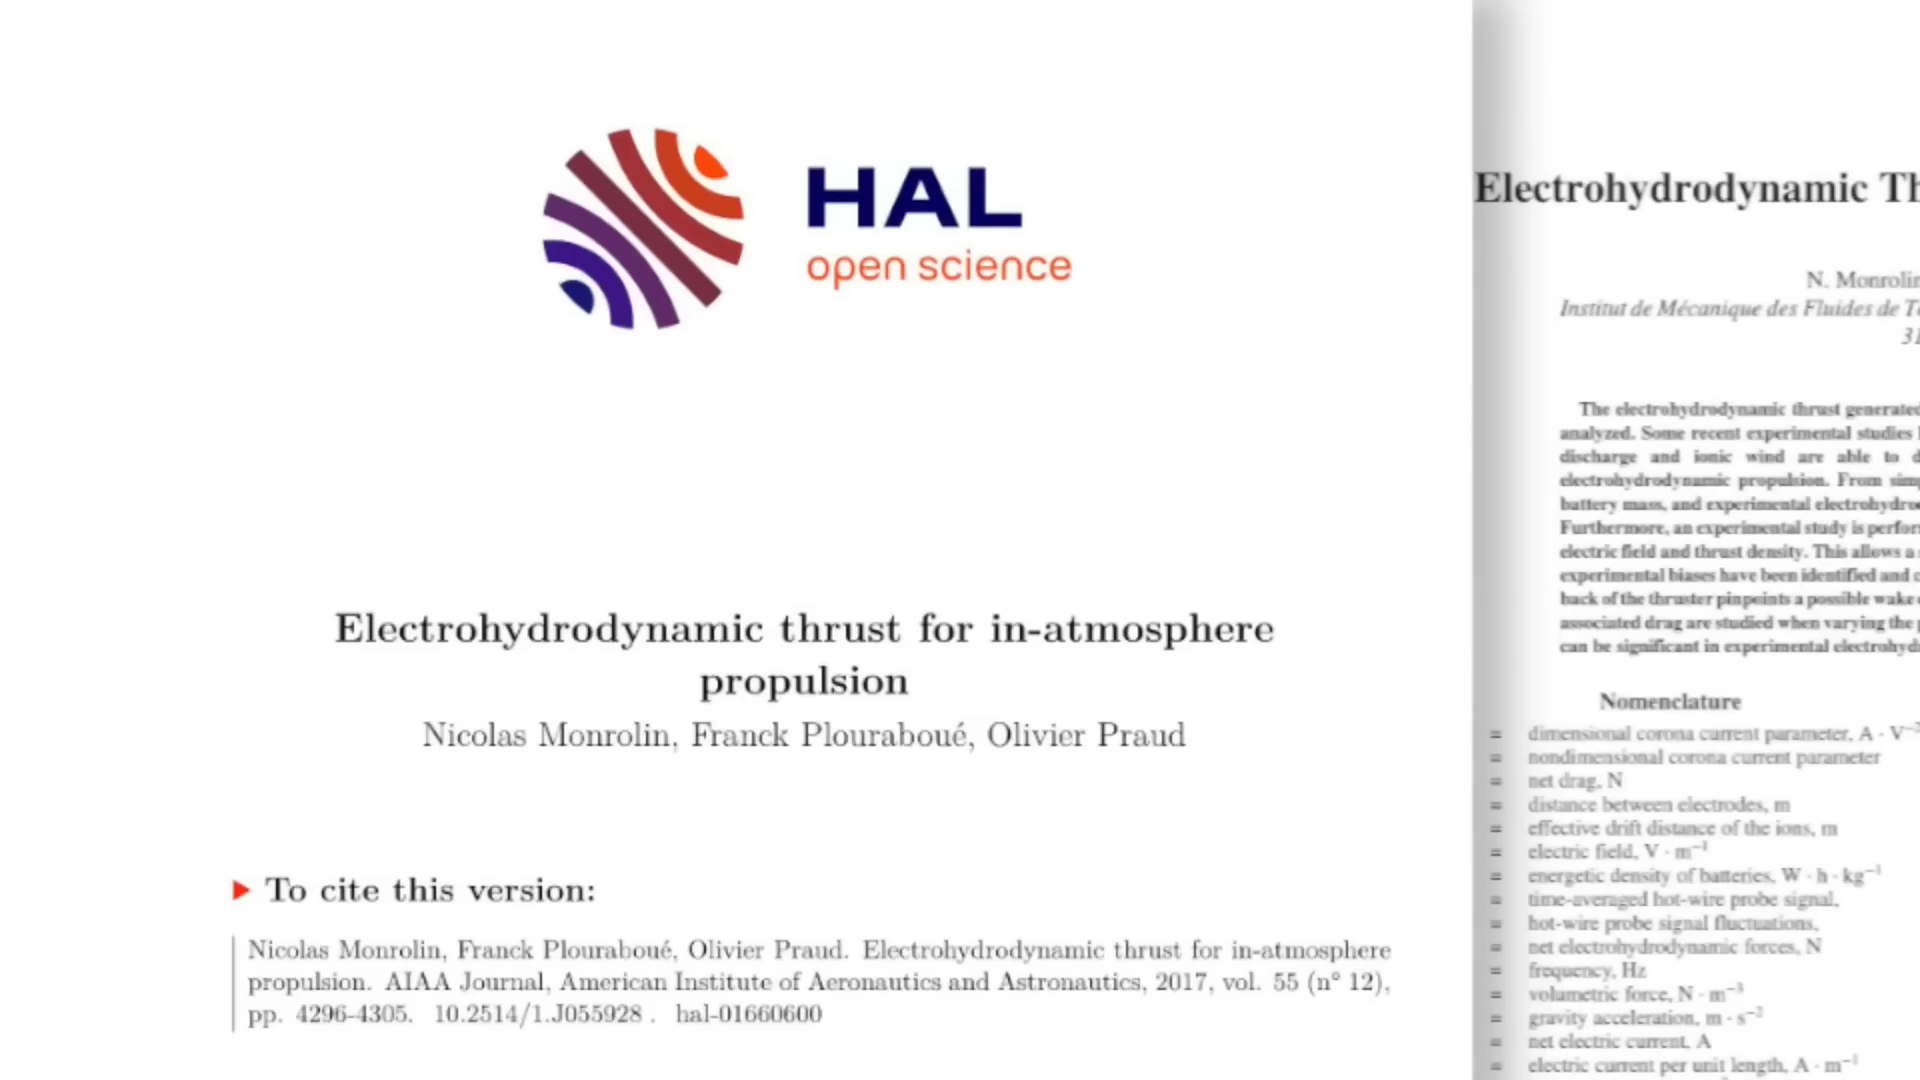 HAL
open science
Electrohydrodynamic thrust for in-atmosphere
propulsion
Nicolas Monrolin, Franck Plouraboué, Olivier Praud
To cite this version:
Nicolas Monrolin, Franck Plouraboué, Olivier Praud. Electrohydrodynamic thrust for in-atmosphere
propulsion. AIAA Journal, American Institute of Aeronautics and Astronautics, 2017, vol. 55 (n° 12),
pp. 4296-4305. 10.2514/1.J055928 . hal-01660600
Electrohydrodynamic Th
N. Monrolin
Institut de Mécanique des Fluides de T
31
The electrohydrodynamic thrust generated
analyzed. Some recent experimental studies
discharge and ionic wind are able to d
electrohydrodynamic propulsion. From simp
battery mass, and experimental electrohydro
Furthermore, an experimental study is perfor
electric field and thrust density. This allows a
experimental biases have been identified and c
back of the thruster pinpoints a possible wake
associated drag are studied when varying the
can be significant in experimental electrohyd
Nomenclature
= dimensional corona current parameter, A · V⁻²
= nondimensional corona current parameter
= net drag, N
= distance between electrodes, m
= effective drift distance of the ions, m
= electric field, V · m⁻¹
= energetic density of batteries, W · h · kg⁻¹
= time-averaged hot-wire probe signal,
= hot-wire probe signal fluctuations,
= net electrohydrodynamic forces, N
= frequency, Hz
= volumetric force, N · m⁻³
= gravity acceleration, m · s⁻²
= net electric current, A
= electric current per unit length, A · m⁻¹